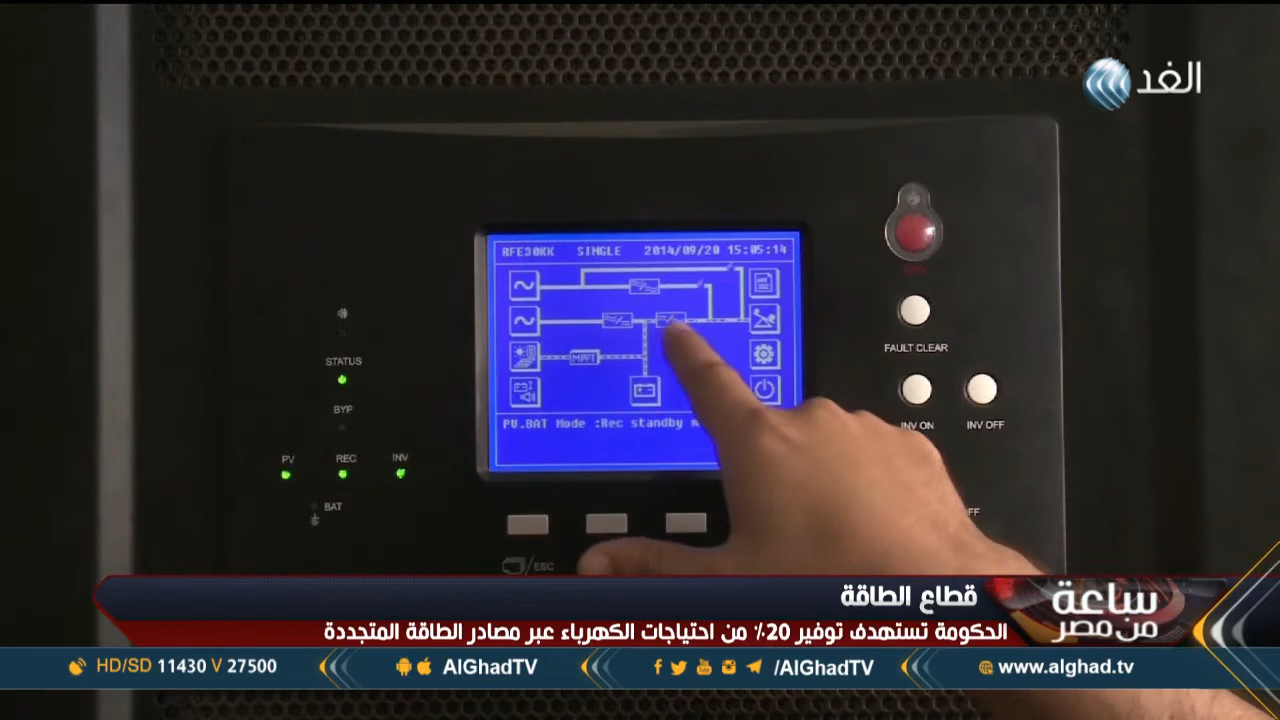 الغد
RFE30KK SINGLE 2014/09/20 15:05:14
MPPT
PV.BAT Mode :Rec standby
STATUS
BYP
PV REC INV
BAT
FAULT CLEAR
INV ON INV OFF
/ESC
قطاع الطاقة
الحكومة تستهدف توفير 20٪ من احتياجات الكهرباء عبر مصادر الطاقة المتجددة
ساعة
من مصر
HD/SD 11430 V 27500
AlGhadTV
/AlGhadTV
www.alghad.tv